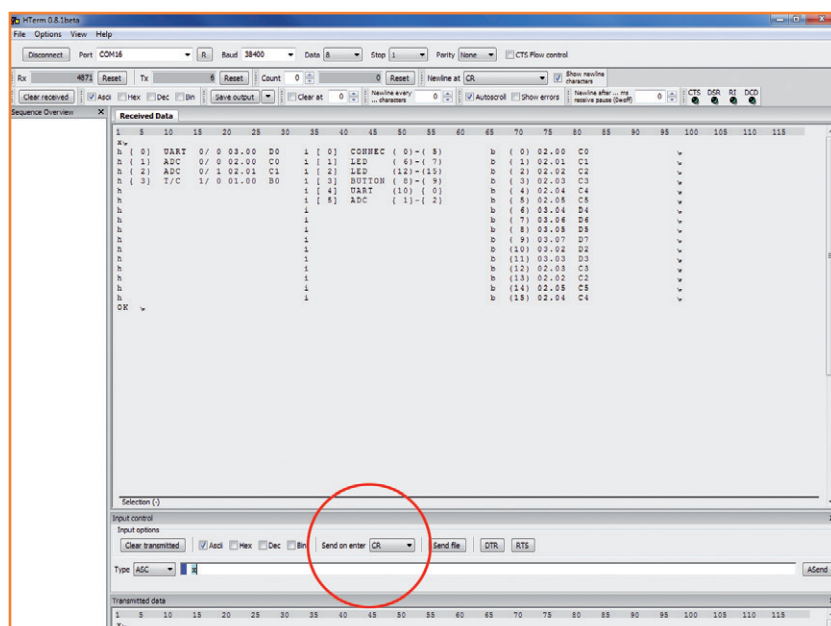 HTerm 0.8.1beta
File Options View Help
Disconnect Port COM16 R Baud 38400 Data 8 Stop 1 Parity None CTS Flow control
Rx 4871 Reset Tx 6 Reset Count 0 0 Reset Newline at CR Show newline characters
Clear received Ascii Hex Dec Bin Save output Clear at 0 Newline every ... characters 0 Autoscroll Show errors Newline after ... ms receive pause (0=off) 0 CTS DSR RI DCD
Sequence Overview X Received Data
1 5 10 15 20 25 30 35 40 45 50 55 60 65 70 75 80 85 90 95 100 105 110 115
x
h ( 0) UART 0/ 0 03.00 D0 i [ 0] CONNEC ( 0)-( 5) b ( 0) 02.00 C0
h ( 1) ADC 0/ 0 02.00 C0 i [ 1] LED ( 6)-( 7) b ( 1) 02.01 C1
h ( 2) ADC 0/ 1 02.01 C1 i [ 2] LED (12)-(15) b ( 2) 02.02 C2
h ( 3) T/C 1/ 0 01.00 B0 i [ 3] BUTTON ( 8)-( 9) b ( 3) 02.03 C3
h i [ 4] UART (10) { 0} b ( 4) 02.04 C4
h i [ 5] ADC { 1}-{ 2} b ( 5) 02.05 C5
h i b ( 6) 03.04 D4
h i b ( 7) 03.06 D6
h i b ( 8) 03.05 D5
h i b ( 9) 03.07 D7
h i b (10) 03.02 D2
h i b (11) 03.03 D3
h i b (12) 02.03 C3
h i b (13) 02.02 C2
h i b (14) 02.05 C5
h i b (15) 02.04 C4
OK
Selection (-)
Input control
Input options
Clear transmitted Ascii Hex Dec Bin Send on enter CR Send file DTR RTS
Type ASC x ASend
Transmitted data
1 5 10 15 20 25 30 35 40 45 50 55 60 65 70 75 80 85 90 95 100 105 110 115
x